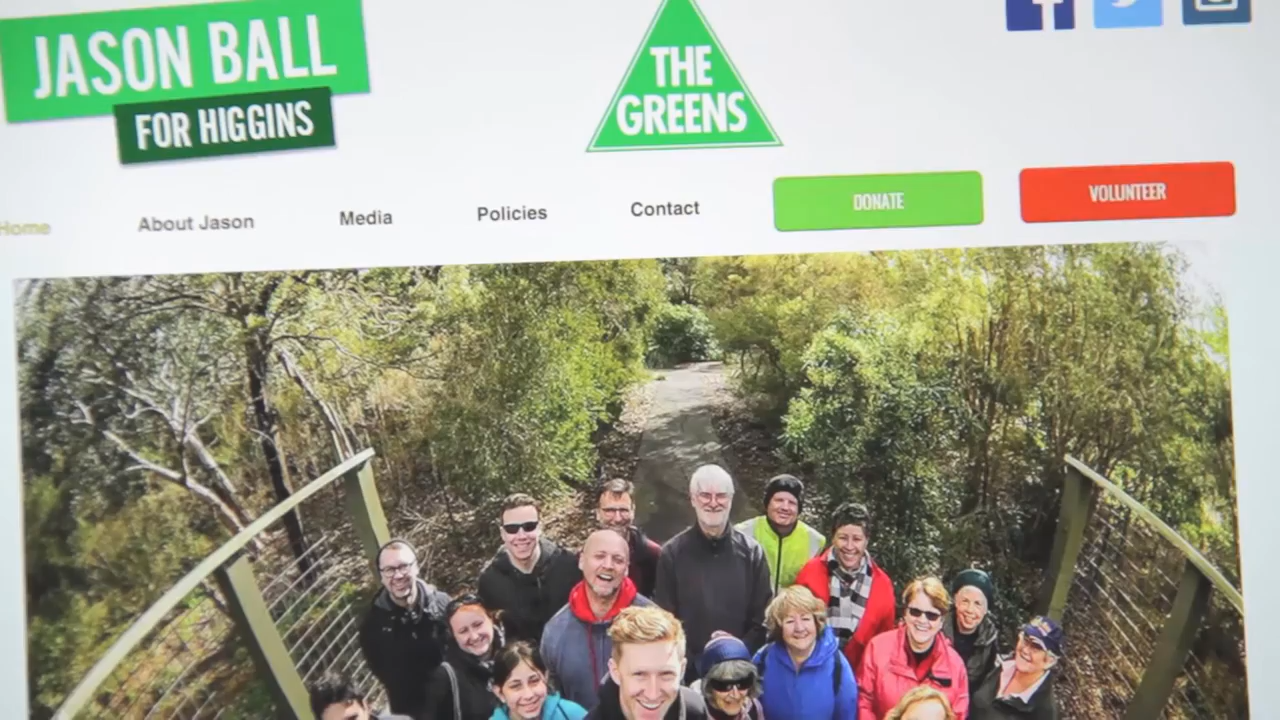 JASON BALL
FOR HIGGINS
THE
GREENS
Home
About Jason
Media
Policies
Contact
DONATE
VOLUNTEER